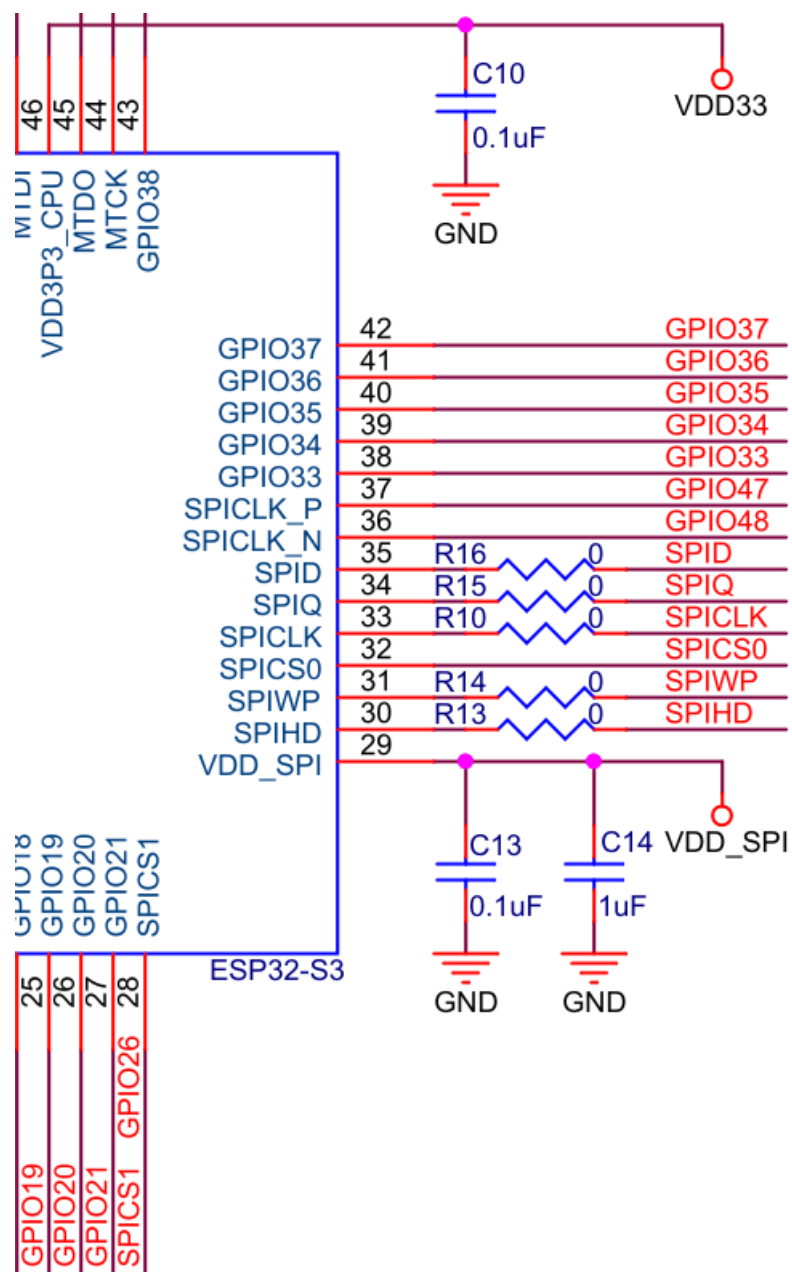 C10
VDD33
0.1uF
GND
46
45
44
43
MTDI
VDD3P3_CPU
MTDO
MTCK
GPIO38
GPIO37 42 GPIO37
GPIO36 41 GPIO36
GPIO35 40 GPIO35
GPIO34 39 GPIO34
GPIO33 38 GPIO33
SPICLK_P 37 GPIO47
SPICLK_N 36 GPIO48
SPID 35 R16 0 SPID
SPIQ 34 R15 0 SPIQ
SPICLK 33 R10 0 SPICLK
SPICS0 32 SPICS0
SPIWP 31 R14 0 SPIWP
SPIHD 30 R13 0 SPIHD
VDD_SPI 29
C13
C14
VDD_SPI
0.1uF
1uF
GND
GND
GPIO18
GPIO19
GPIO20
GPIO21
SPICS1
ESP32-S3
25
26
27
28
GPIO19
GPIO20
GPIO21
SPICS1 GPIO26